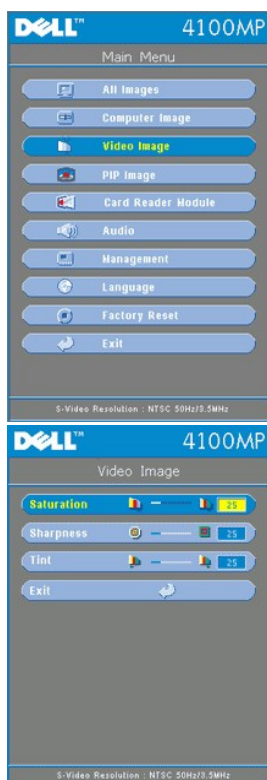 DELL™ 4100MP
Main Menu
All Images
Computer Image
Video Image
PIP Image
Card Reader Module
Audio
Management
Language
Factory Reset
Exit
S-Video Resolution : NTSC 50Hz/3.5MHz
DELL™ 4100MP
Video Image
Saturation 25
Sharpness 25
Tint 25
Exit
S-Video Resolution : NTSC 50Hz/3.5MHz